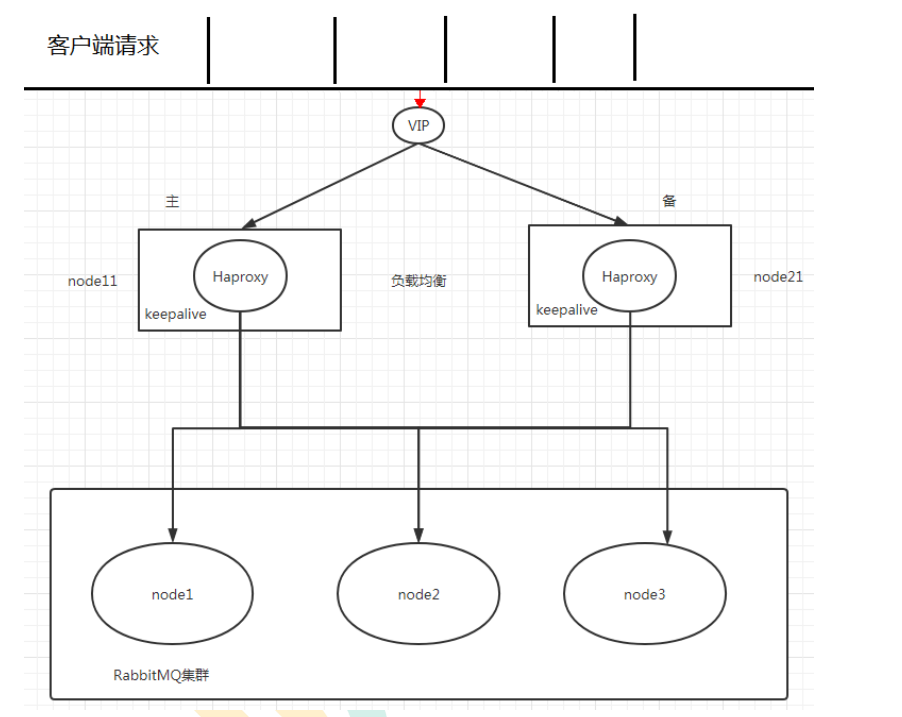 客户端请求
VIP
主
备
Haproxy
keepalive
node11
负载均衡
Haproxy
keepalive
node21
node1
node2
node3
RabbitMQ集群